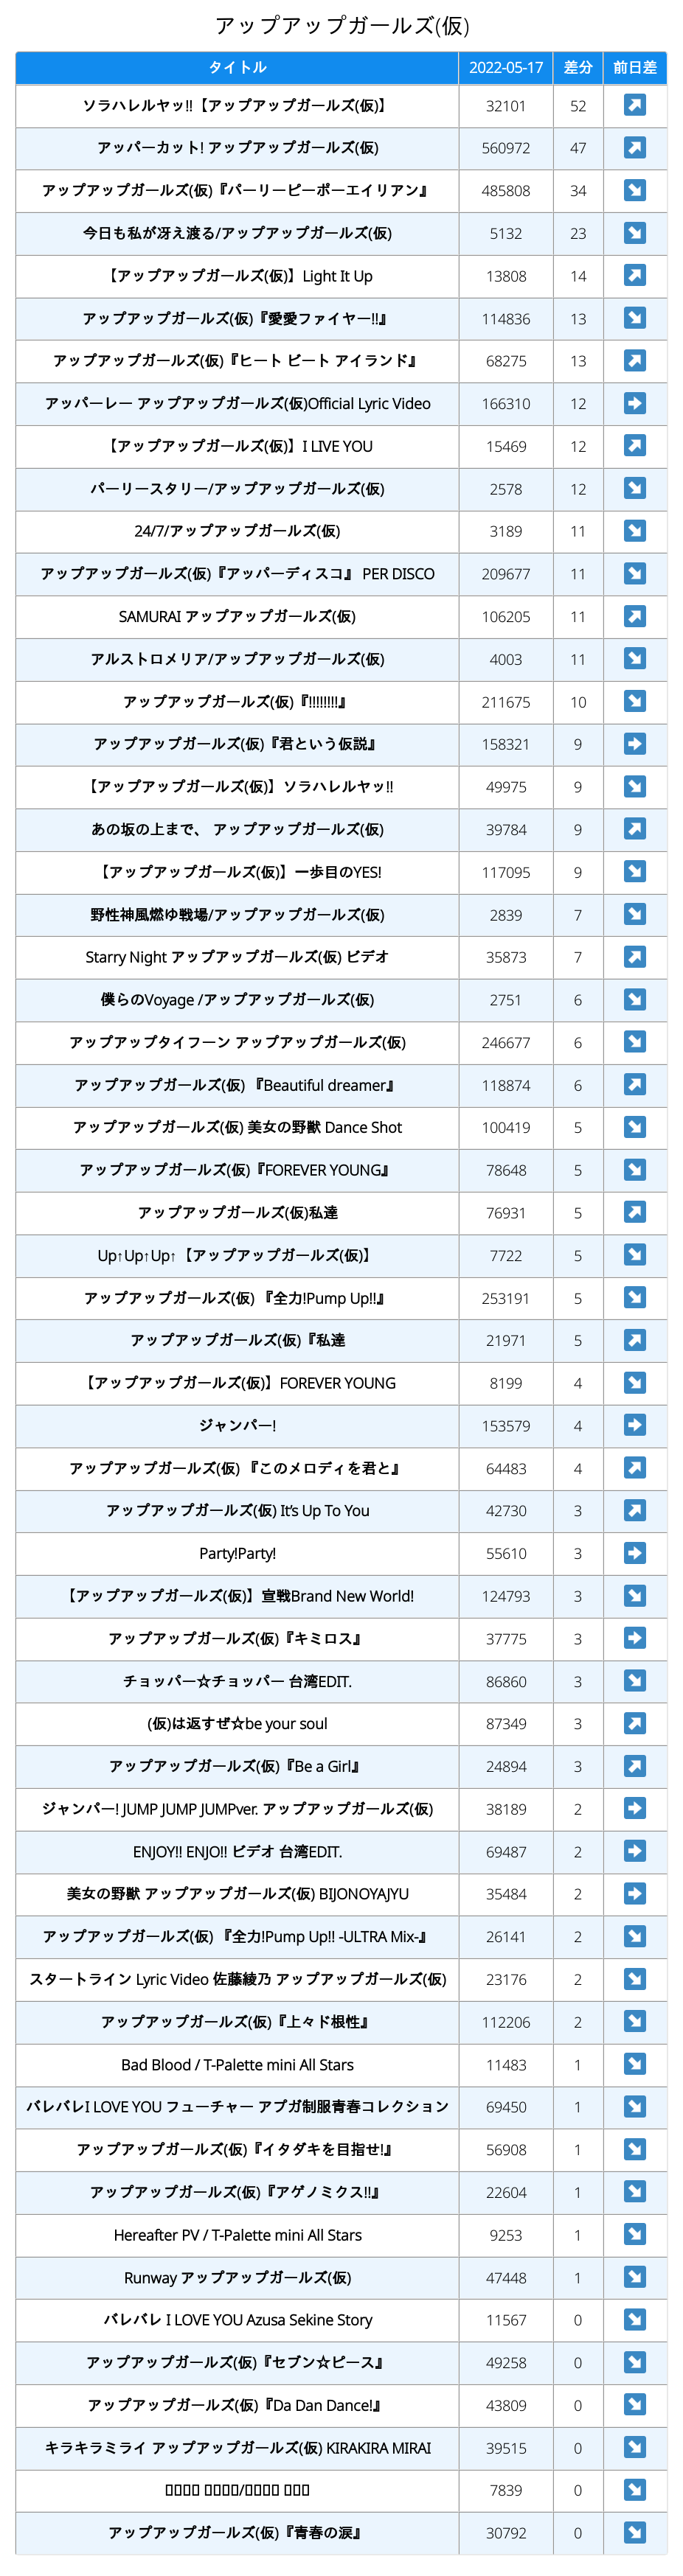 アップアップガールズ(仮)
タイトル 2022-05-17 差分 前日差
ソラハレルヤッ!!【アップアップガールズ(仮)】 32101 52 ↗
アッパーカット! アップアップガールズ(仮) 560972 47 ↗
アップアップガールズ(仮)『パーリーピーポーエイリアン』 485808 34 ↘
今日も私が冴え渡る/アップアップガールズ(仮) 5132 23 ↘
【アップアップガールズ(仮)】Light It Up 13808 14 ↗
アップアップガールズ(仮)『愛愛ファイヤー!!』 114836 13 ↘
アップアップガールズ(仮)『ヒート ビート アイランド』 68275 13 ↗
アッパーレー アップアップガールズ(仮)Official Lyric Video 166310 12 ➡
【アップアップガールズ(仮)】I LIVE YOU 15469 12 ↗
パーリースタリー/アップアップガールズ(仮) 2578 12 ↘
24/7/アップアップガールズ(仮) 3189 11 ↘
アップアップガールズ(仮)『アッパーディスコ』 PER DISCO 209677 11 ↘
SAMURAI アップアップガールズ(仮) 106205 11 ↗
アルストロメリア/アップアップガールズ(仮) 4003 11 ↘
アップアップガールズ(仮)『!!!!!!!!』 211675 10 ↘
アップアップガールズ(仮)『君という仮説』 158321 9 ➡
【アップアップガールズ(仮)】ソラハレルヤッ!! 49975 9 ↘
あの坂の上まで、 アップアップガールズ(仮) 39784 9 ↗
【アップアップガールズ(仮)】一歩目のYES! 117095 9 ↘
野性神風燃ゆ戦場/アップアップガールズ(仮) 2839 7 ↘
Starry Night アップアップガールズ(仮) ビデオ 35873 7 ↗
僕らのVoyage /アップアップガールズ(仮) 2751 6 ↘
アップアップタイフーン アップアップガールズ(仮) 246677 6 ↘
アップアップガールズ(仮) 『Beautiful dreamer』 118874 6 ↗
アップアップガールズ(仮) 美女の野獣 Dance Shot 100419 5 ↘
アップアップガールズ(仮)『FOREVER YOUNG』 78648 5 ↘
アップアップガールズ(仮)私達 76931 5 ↗
Up↑Up↑Up↑【アップアップガールズ(仮)】 7722 5 ↘
アップアップガールズ(仮) 『全力!Pump Up!!』 253191 5 ↘
アップアップガールズ(仮)『私達 21971 5 ↗
【アップアップガールズ(仮)】FOREVER YOUNG 8199 4 ↘
ジャンパー! 153579 4 ➡
アップアップガールズ(仮) 『このメロディを君と』 64483 4 ↗
アップアップガールズ(仮) It's Up To You 42730 3 ↗
Party!Party! 55610 3 ➡
【アップアップガールズ(仮)】宣戦Brand New World! 124793 3 ↘
アップアップガールズ(仮)『キミロス』 37775 3 ➡
チョッパー☆チョッパー 台湾EDIT. 86860 3 ↘
(仮)は返すぜ☆be your soul 87349 3 ↗
アップアップガールズ(仮)『Be a Girl』 24894 3 ↗
ジャンパー! JUMP JUMP JUMPver. アップアップガールズ(仮) 38189 2 ➡
ENJOY!! ENJO!! ビデオ 台湾EDIT. 69487 2 ➡
美女の野獣 アップアップガールズ(仮) BIJONOYAJYU 35484 2 ➡
アップアップガールズ(仮) 『全力!Pump Up!! -ULTRA Mix-』 26141 2 ↘
スタートライン Lyric Video 佐藤綾乃 アップアップガールズ(仮) 23176 2 ↘
アップアップガールズ(仮)『上々ド根性』 112206 2 ↘
Bad Blood / T-Palette mini All Stars 11483 1 ↘
バレバレI LOVE YOU フューチャー アプガ制服青春コレクション 69450 1 ↘
アップアップガールズ(仮)『イタダキを目指せ!』 56908 1 ↘
アップアップガールズ(仮)『アゲノミクス!!』 22604 1 ↘
Hereafter PV / T-Palette mini All Stars 9253 1 ↘
Runway アップアップガールズ(仮) 47448 1 ↘
バレバレ I LOVE YOU Azusa Sekine Story 11567 0 ↘
アップアップガールズ(仮)『セブン☆ピース』 49258 0 ↘
アップアップガールズ(仮)『Da Dan Dance!』 43809 0 ↘
キラキラミライ アップアップガールズ(仮) KIRAKIRA MIRAI 39515 0 ↘
▯▯▯▯ ▯▯▯▯/▯▯▯▯ ▯▯▯ 7839 0 ↘
アップアップガールズ(仮)『青春の涙』 30792 0 ↘